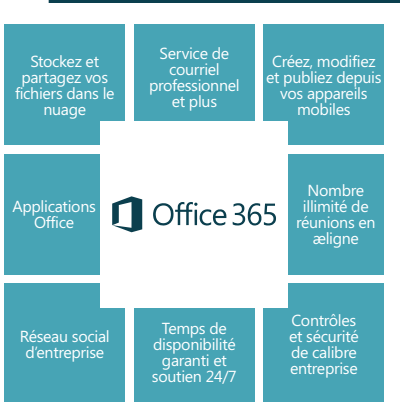 Stockez et
partagez vos
fichiers dans le
nuage
Service de
courriel
professionnel
et plus
Créez, modifiez
et publiez depuis
vos appareils
mobiles
Applications
Office
Office 365
Nombre
illimité de
réunions en
æligne
Réseau social
d'entreprise
Temps de
disponibilité
garanti et
soutien 24/7
Contrôles
et sécurité
de calibre
entreprise